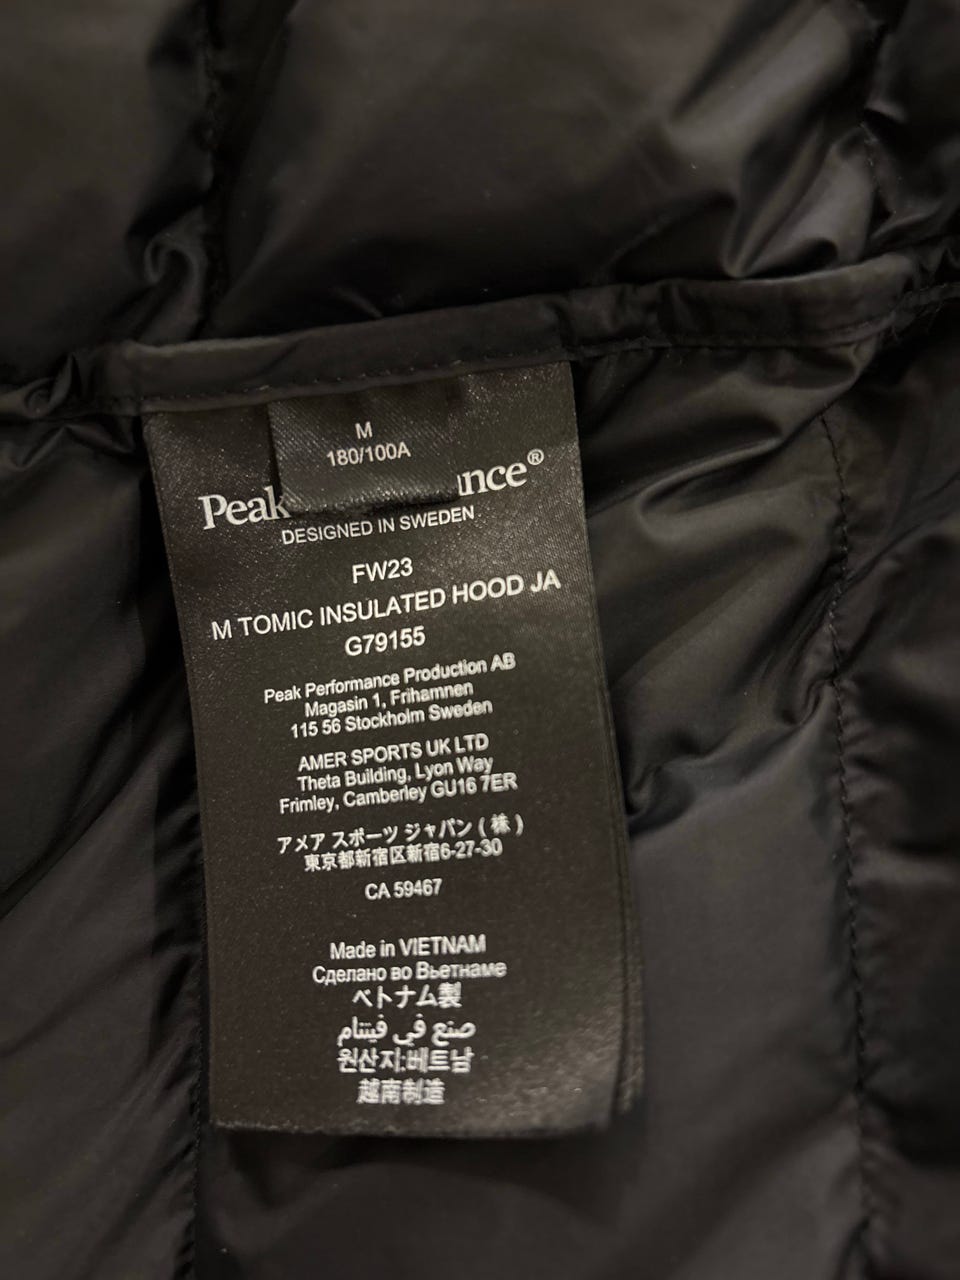 M
180/100A
Peak ance®
DESIGNED IN SWEDEN
FW23
M TOMIC INSULATED HOOD JA
G79155
Peak Performance Production AB
Magasin 1, Frihamnen
115 56 Stockholm Sweden
AMER SPORTS UK LTD
Theta Building, Lyon Way
Frimley, Camberley GU16 7ER
アメア スポーツ ジャパン ( 株 )
東京都新宿区新宿6-27-30
CA 59467
Made in VIETNAM
Сделано во Вьетнаме
ベトナム製
صنع في فيتنام
원산지:베트남
越南制造